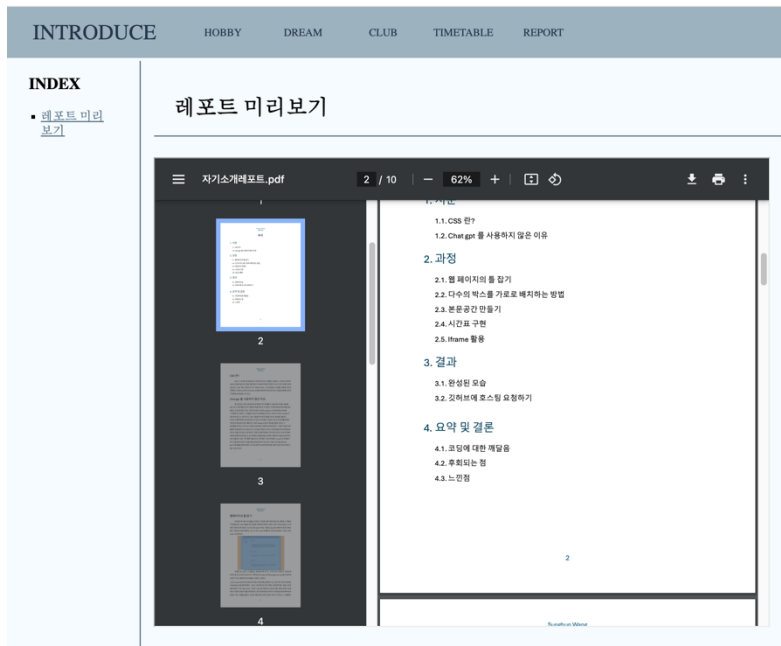 INTRODUCE HOBBY DREAM CLUB TIMETABLE REPORT
INDEX
레포트 미리
보기
레포트 미리보기
자기소개레포트.pdf 2 / 10 62%
2
3
4
1.1. CSS 란?
1.2. Chat gpt 를 사용하지 않은 이유
2. 과정
2.1. 웹 페이지의 틀 잡기
2.2. 다수의 박스를 가로로 배치하는 방법
2.3. 본문공간 만들기
2.4. 시간표 구현
2.5. Iframe 활용
3. 결과
3.1. 완성된 모습
3.2. 깃허브에 호스팅 요청하기
4. 요약 및 결론
4.1. 코딩에 대한 깨달음
4.2. 후회되는 점
4.3. 느낀점
2